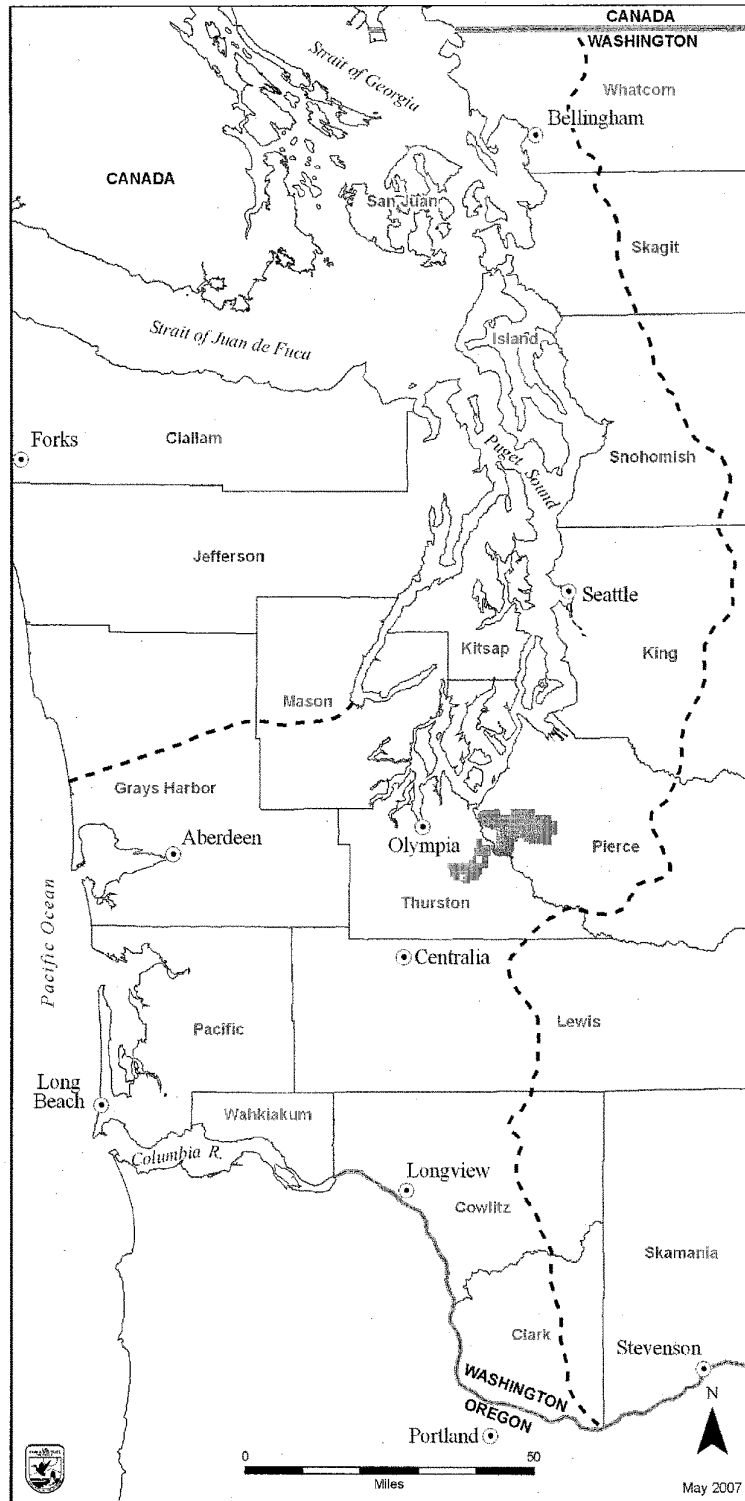 CANADA
WASHINGTON
Strait of Georgia
Whatcom
Bellingham
CANADA
San Juan
Skagit
Strait of Juan de Fuca
Island
Forks
Clallam
Puget Sound
Snohomish
Jefferson
Seattle
Kitsap
King
Mason
Grays Harbor
Aberdeen
Olympia
Pierce
Thurston
Pacific Ocean
Centralia
Pacific
Lewis
Long
Beach
Wahkiakum
Columbia R.
Longview
Cowlitz
Skamania
Clark
Stevenson
WASHINGTON
OREGON
N
Portland
0
50
Miles
May 2007